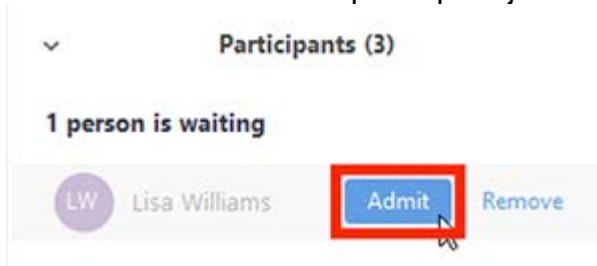 Participants (3)
1 person is waiting
LW Lisa Williams Admit Remove